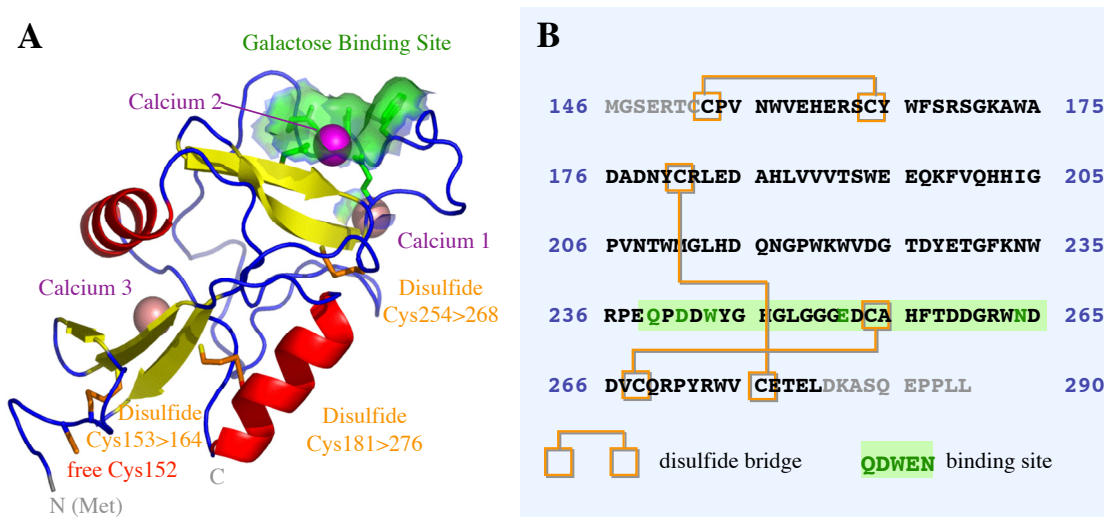 A
Galactose Binding Site
Calcium 2
Calcium 1
Calcium 3
Disulfide
Cys254>268
Disulfide
Cys153>164
Disulfide
Cys181>276
free Cys152
C
N (Met)
B
146 MGSERTCCPV NWVEHERSCY WFSRSGKAWA 175
176 DADNYCRLED AHLVVVTSWE EQKFVQHHIG 205
206 PVNTWMGLHD QNGPWKWVDG TDYETGFKNW 235
236 RPEQPDDWYG HGLGGGEDCA HFTDDGRWND 265
266 DVCQRPYRWV CETELDKASQ EPPLL 290
disulfide bridge
QDWEN binding site